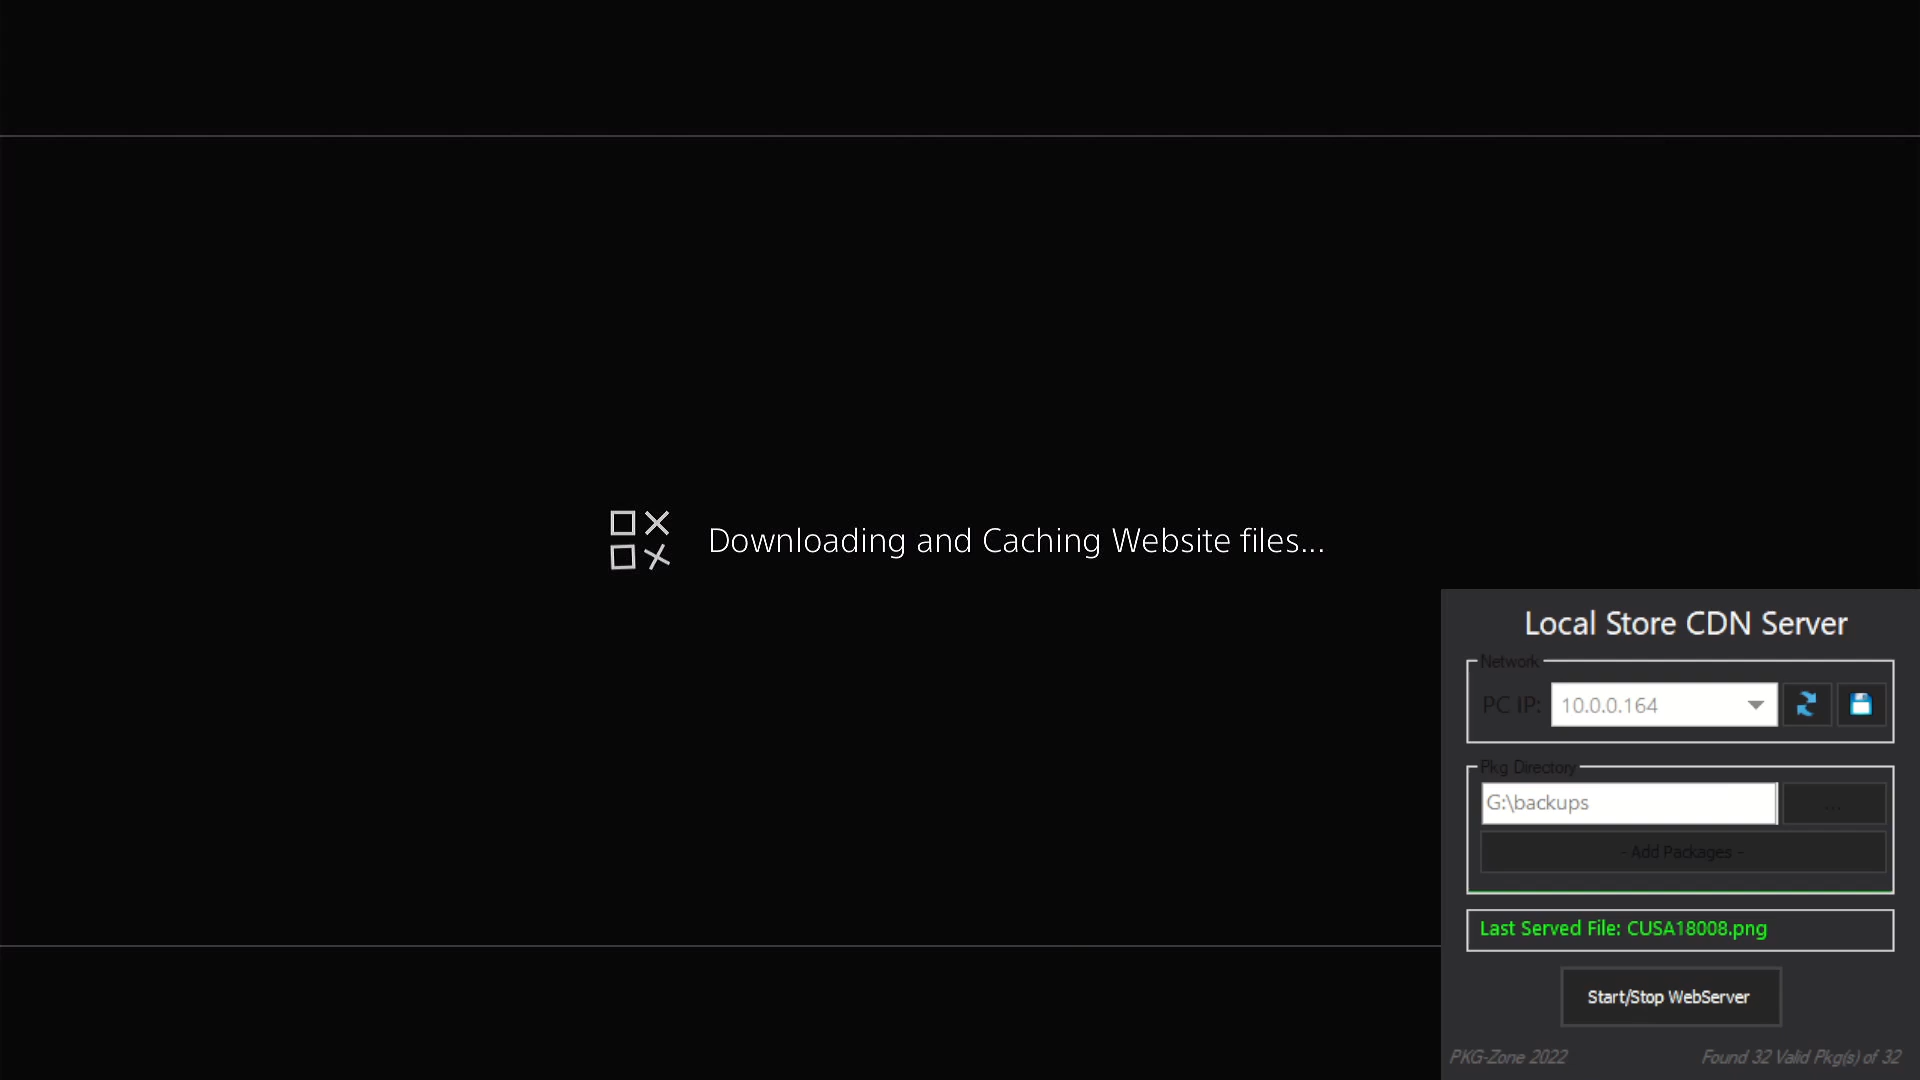 Downloading and Caching Website files...
Local Store CDN Server
Network
PC IP: 10.0.0.164
Pkg Directory
G:\backups
...
- Add Packages -
Last Served File: CUSA18008.png
Start/Stop WebServer
PKG-Zone 2022 Found 32 Valid Pkg(s) of 32